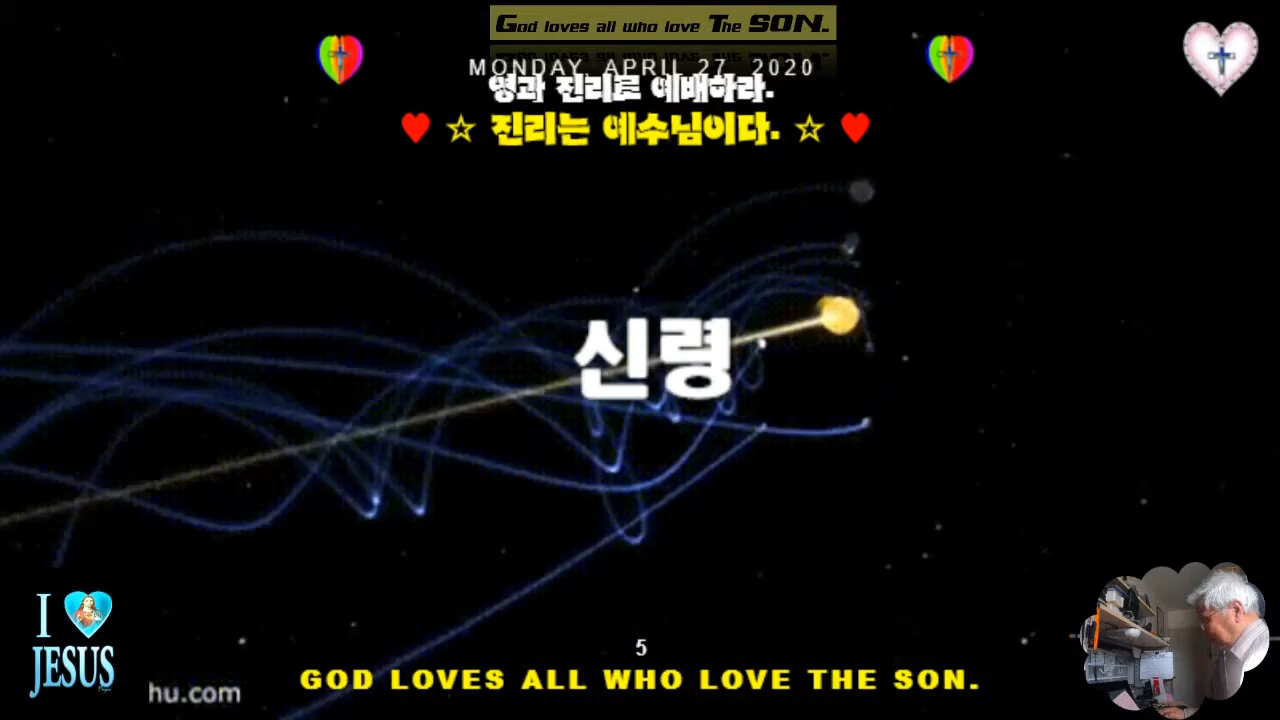 God loves all who love The SON.
MONDAY APRIL 27 2020
영과 진리로 예배하라.
♥ ☆ 진리는 예수님이다. ☆ ♥
신령
I
JESUS
5
GOD LOVES ALL WHO LOVE THE SON.
hu.com